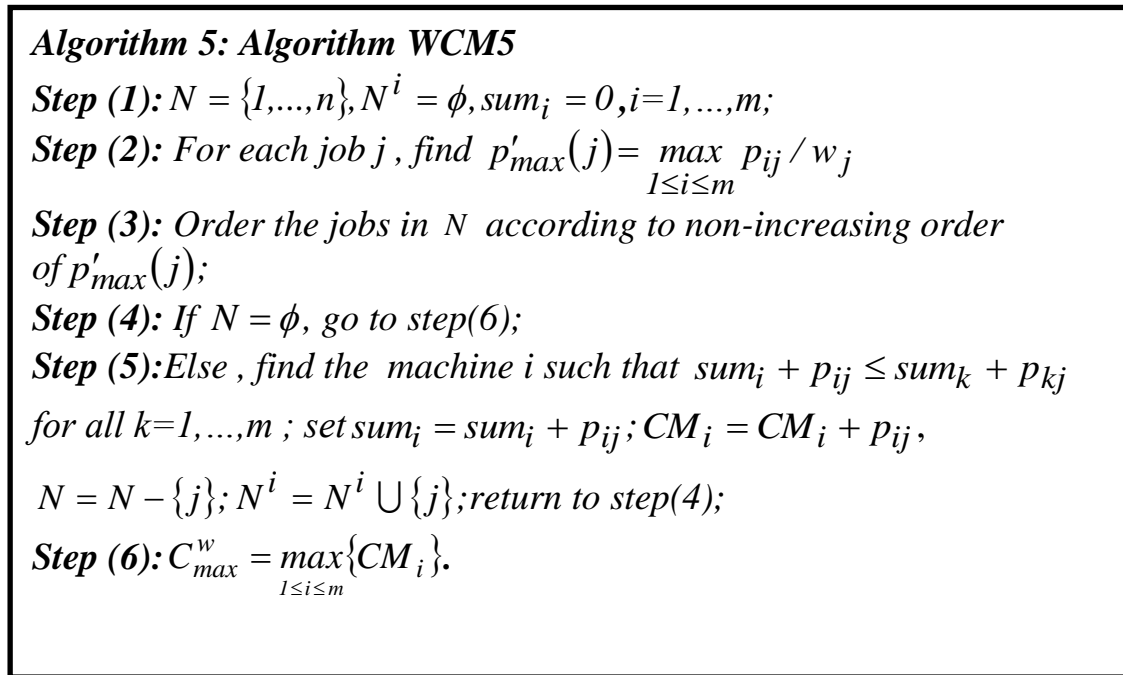 Algorithm 5: Algorithm WCM5
Step (1): N = {1,...,n}, N^i = ϕ, sum_i = 0, i=1,...,m;
Step (2): For each job j , find p'_max(j) = max_{1≤i≤m} p_ij / w_j
Step (3): Order the jobs in N according to non-increasing order
of p'_max(j);
Step (4): If N = ϕ, go to step(6);
Step (5):Else , find the machine i such that sum_i + p_ij ≤ sum_k + p_kj
for all k=1,...,m ; set sum_i = sum_i + p_ij; CM_i = CM_i + p_ij,
N = N − {j}; N^i = N^i ∪ {j};return to step(4);
Step (6): C^w_max = max_{1≤i≤m}{CM_i}.